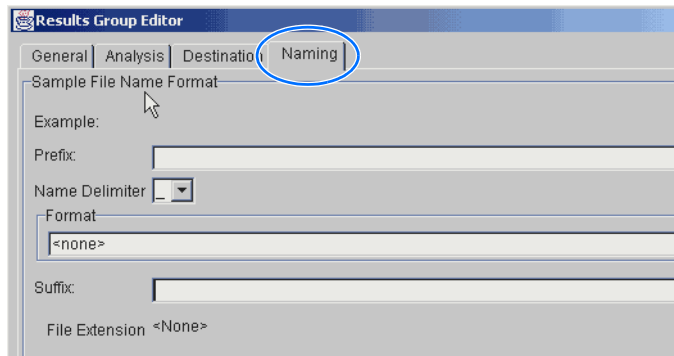 Results Group Editor
General Analysis Destination Naming
Sample File Name Format
Example:
Prefix:
Name Delimiter _
Format
<none>
Suffix:
File Extension <None>